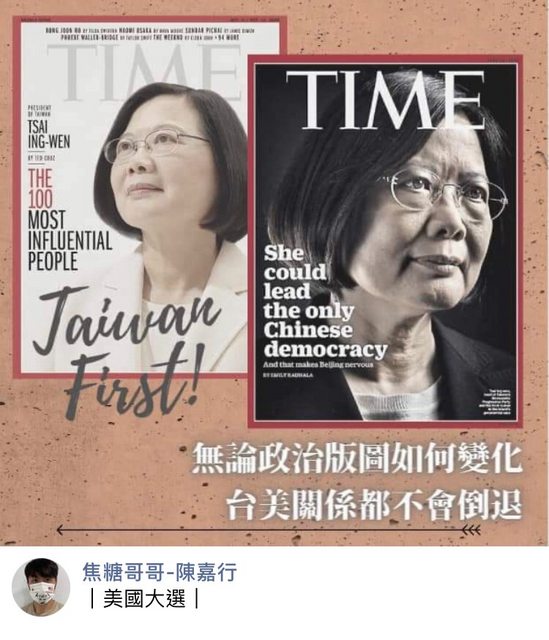 BONG JOON HO BY TILDA SWINTON NAOMI OSAKA BY MAYA MOORE SUNDAR PICHAI BY JAMIE DIMON
PHOEBE WALLER-BRIDGE BY TAYLOR SWIFT THE WEEKND BY ELTON JOHN + 94 MORE
TIME
PRESIDENT
OF TAIWAN
TSAI
ING-WEN
BY TED CRUZ
THE
100
MOST
INFLUENTIAL
PEOPLE
Taiwan
First!
TIME
She
could
lead
the only
Chinese
democracy
And that makes Beijing nervous
BY EMILY RAUHALA
無論政治版圖如何變化
台美關係都不會倒退
焦糖哥哥-陳嘉行
｜美國大選｜